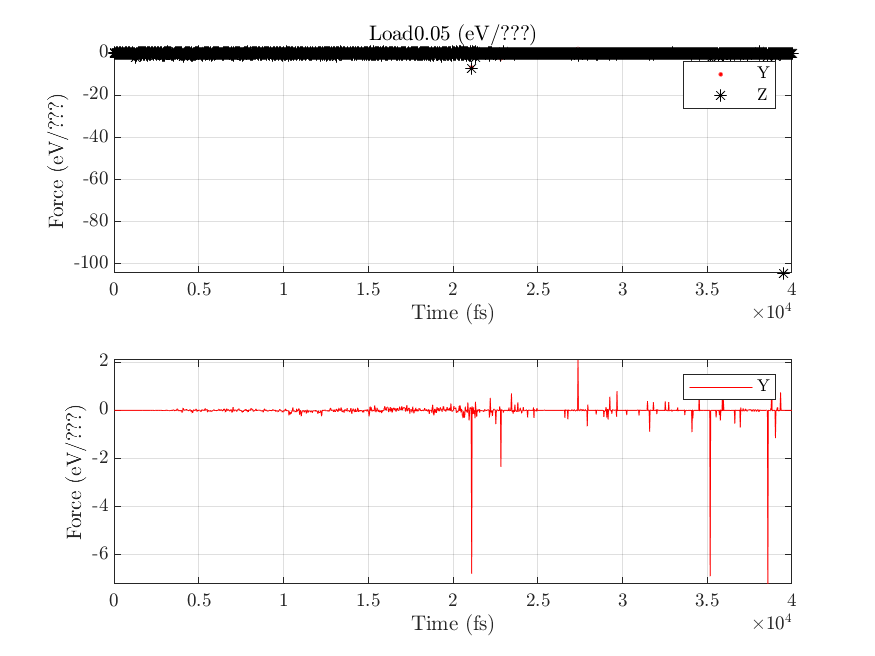 Load0.05 (eV/???)
Force (eV/???)
0
-20
-40
-60
-80
-100
Y
Z
0 0.5 1 1.5 2 2.5 3 3.5 4
Time (fs)
×10^4
Force (eV/???)
2
0
-2
-4
-6
Y
0 0.5 1 1.5 2 2.5 3 3.5 4
Time (fs)
×10^4